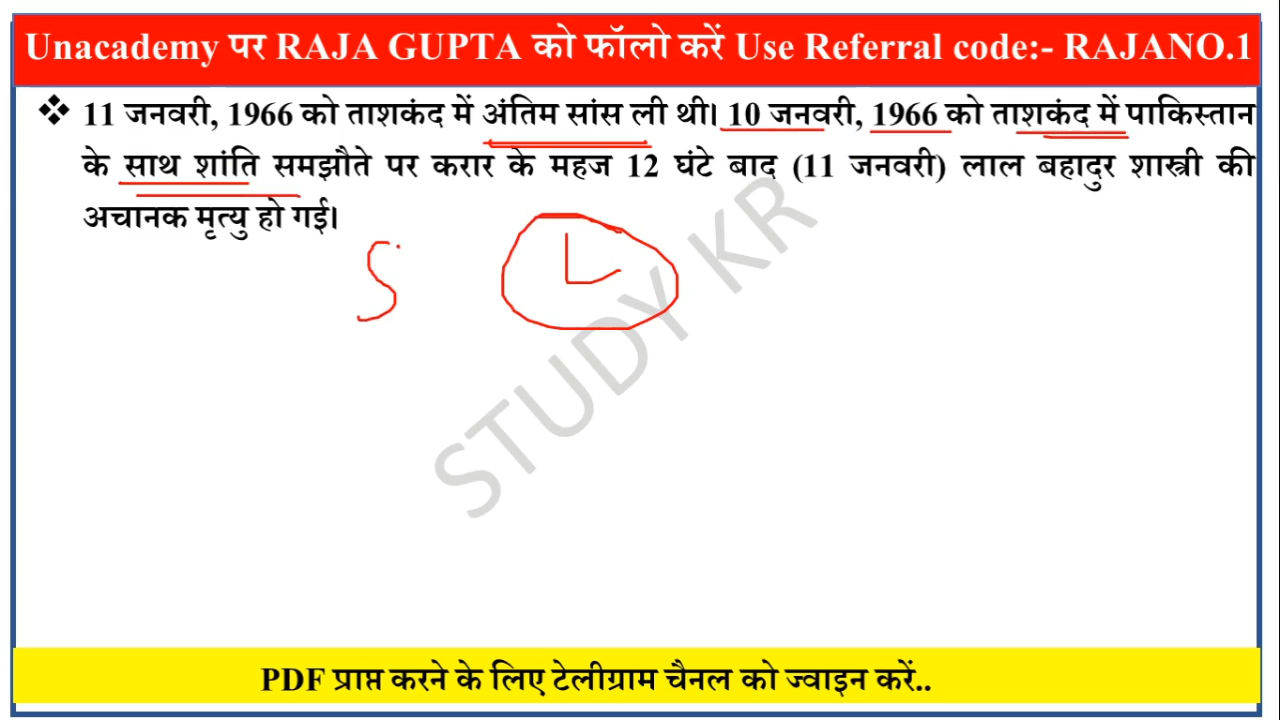 Unacademy पर RAJA GUPTA को फॉलो करें Use Referral code:- RAJANO.1
❖ 11 जनवरी, 1966 को ताशकंद में अंतिम सांस ली थी। 10 जनवरी, 1966 को ताशकंद में पाकिस्तान
के साथ शांति समझौते पर करार के महज 12 घंटे बाद (11 जनवरी) लाल बहादुर शास्त्री की
अचानक मृत्यु हो गई।
S L
STUDY KR
PDF प्राप्त करने के लिए टेलीग्राम चैनल को ज्वाइन करें..